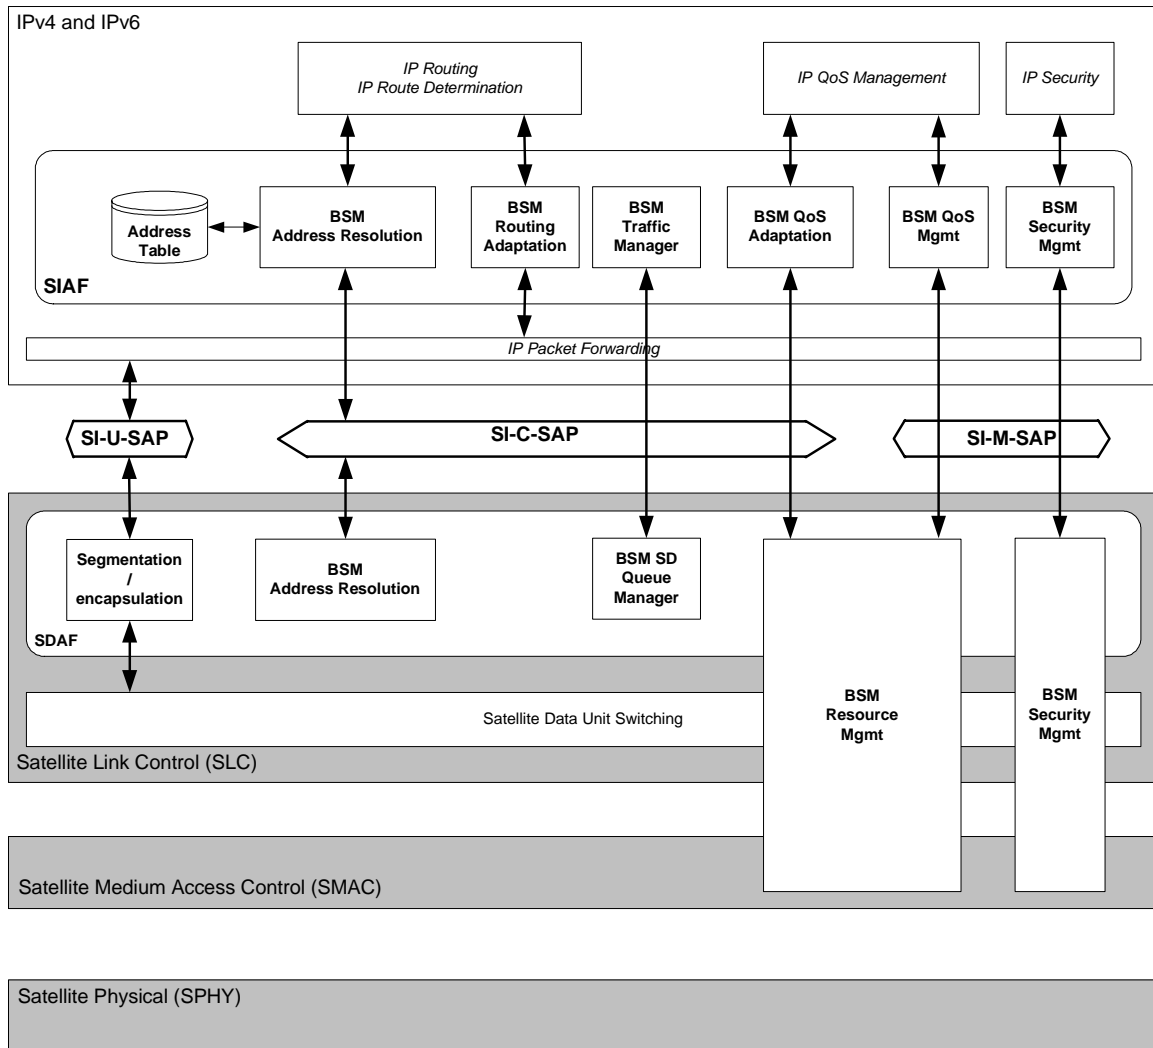 IPv4 and IPv6
IP Routing
IP Route Determination
IP QoS Management
IP Security
Address
Table
BSM
Address Resolution
BSM
Routing
Adaptation
BSM
Traffic
Manager
BSM QoS
Adaptation
BSM QoS
Mgmt
BSM
Security
Mgmt
SIAF
IP Packet Forwarding
SI-U-SAP
SI-C-SAP
SI-M-SAP
Segmentation
/
encapsulation
BSM
Address Resolution
BSM SD
Queue
Manager
SDAF
BSM
Resource
Mgmt
BSM
Security
Mgmt
Satellite Data Unit Switching
Satellite Link Control (SLC)
Satellite Medium Access Control (SMAC)
Satellite Physical (SPHY)